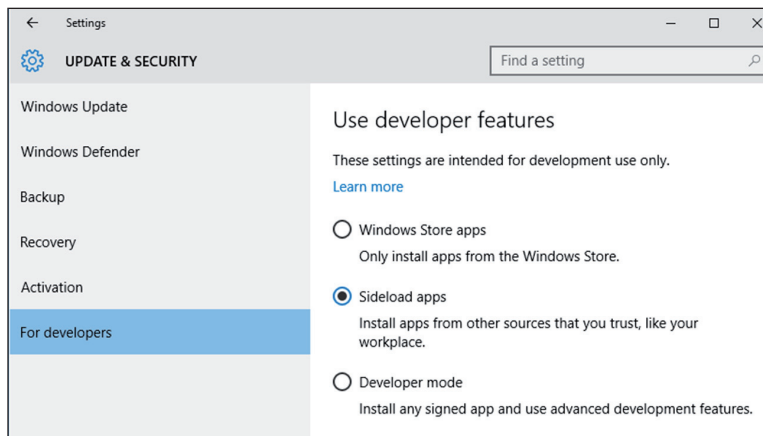 Settings
UPDATE & SECURITY
Find a setting
Windows Update
Windows Defender
Backup
Recovery
Activation
For developers
Use developer features
These settings are intended for development use only.
Learn more
Windows Store apps
Only install apps from the Windows Store.
Sideload apps
Install apps from other sources that you trust, like your
workplace.
Developer mode
Install any signed app and use advanced development features.